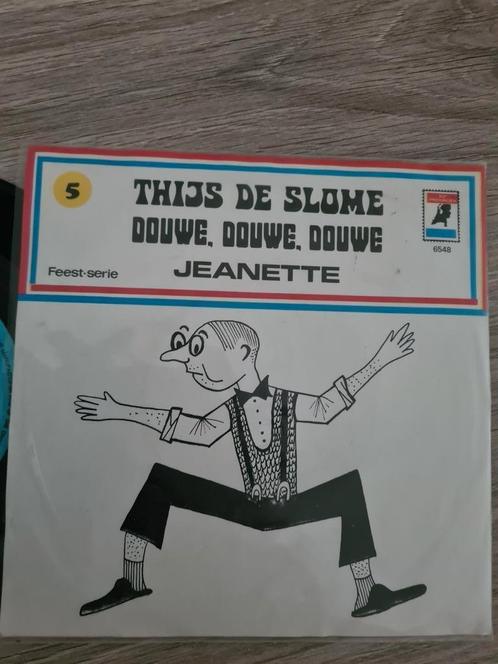 5
THIJS DE SLOME
DOUWE, DOUWE, DOUWE
Feest-serie
JEANETTE
6548